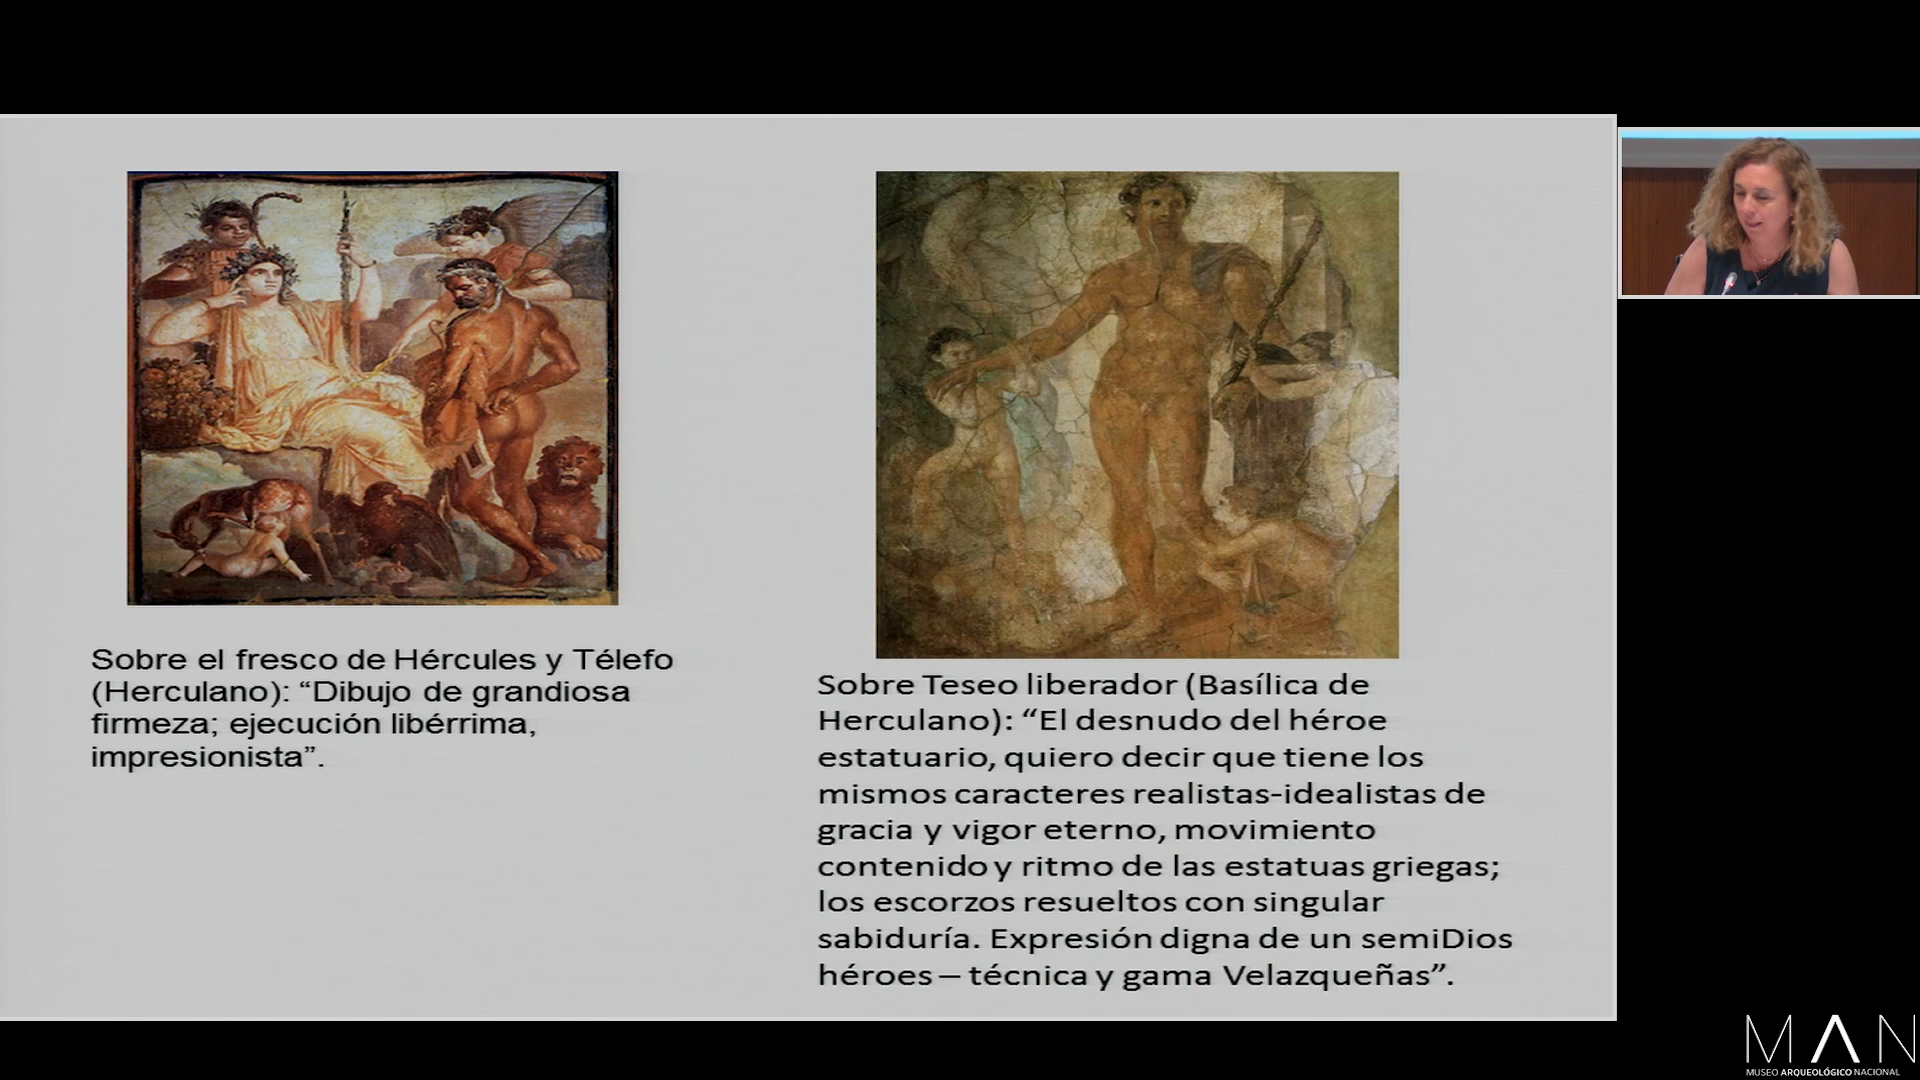 Sobre el fresco de Hércules y Télefo
(Herculano): “Dibujo de grandiosa
firmeza; ejecución libérrima,
impresionista”.
Sobre Teseo liberador (Basílica de
Herculano): “El desnudo del héroe
estatuario, quiero decir que tiene los
mismos caracteres realistas-idealistas de
gracia y vigor eterno, movimiento
contenido y ritmo de las estatuas griegas;
los escorzos resueltos con singular
sabiduría. Expresión digna de un semiDios
héroes – técnica y gama Velazqueñas”.
MAN
MUSEO ARQUEOLÓGICO NACIONAL